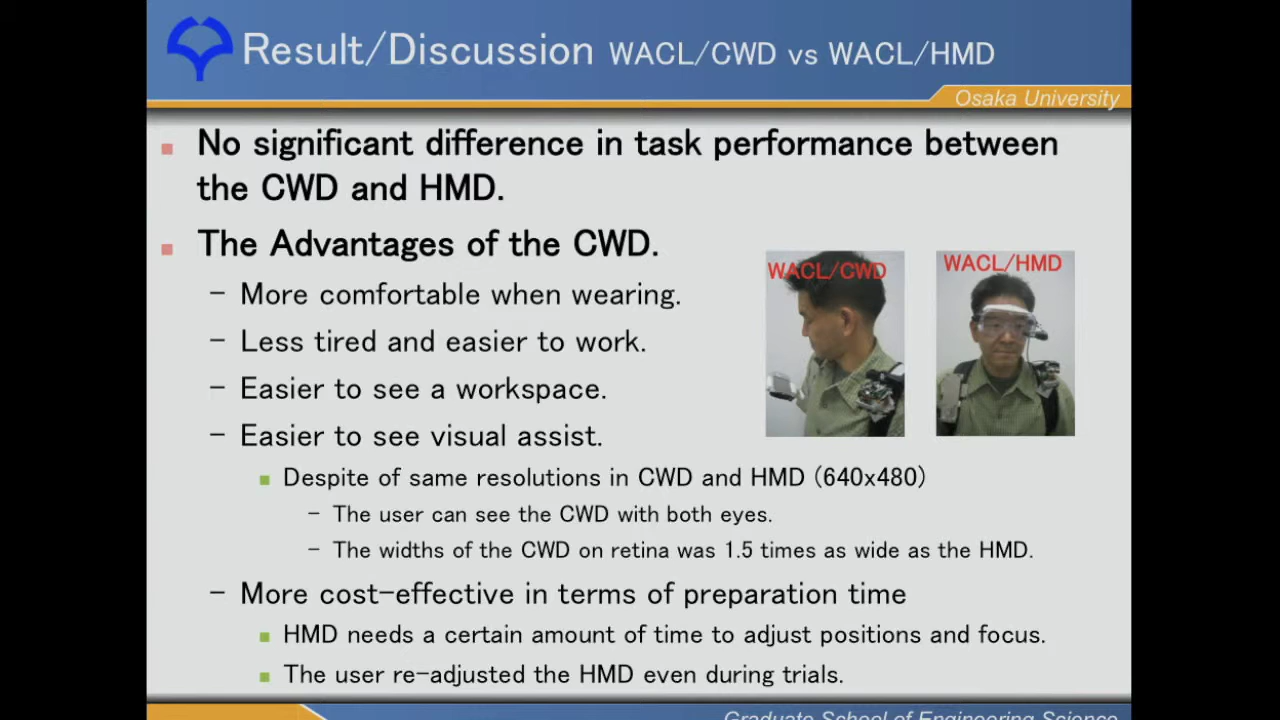 Result/Discussion WACL/CWD vs WACL/HMD
Osaka University
No significant difference in task performance between
the CWD and HMD.
The Advantages of the CWD.
WACL/CWD
WACL/HMD
- More comfortable when wearing.
- Less tired and easier to work.
- Easier to see a workspace.
- Easier to see visual assist.
Despite of same resolutions in CWD and HMD (640x480)
- The user can see the CWD with both eyes.
- The widths of the CWD on retina was 1.5 times as wide as the HMD.
- More cost-effective in terms of preparation time
HMD needs a certain amount of time to adjust positions and focus.
The user re-adjusted the HMD even during trials.
Graduate School of Engineering Science